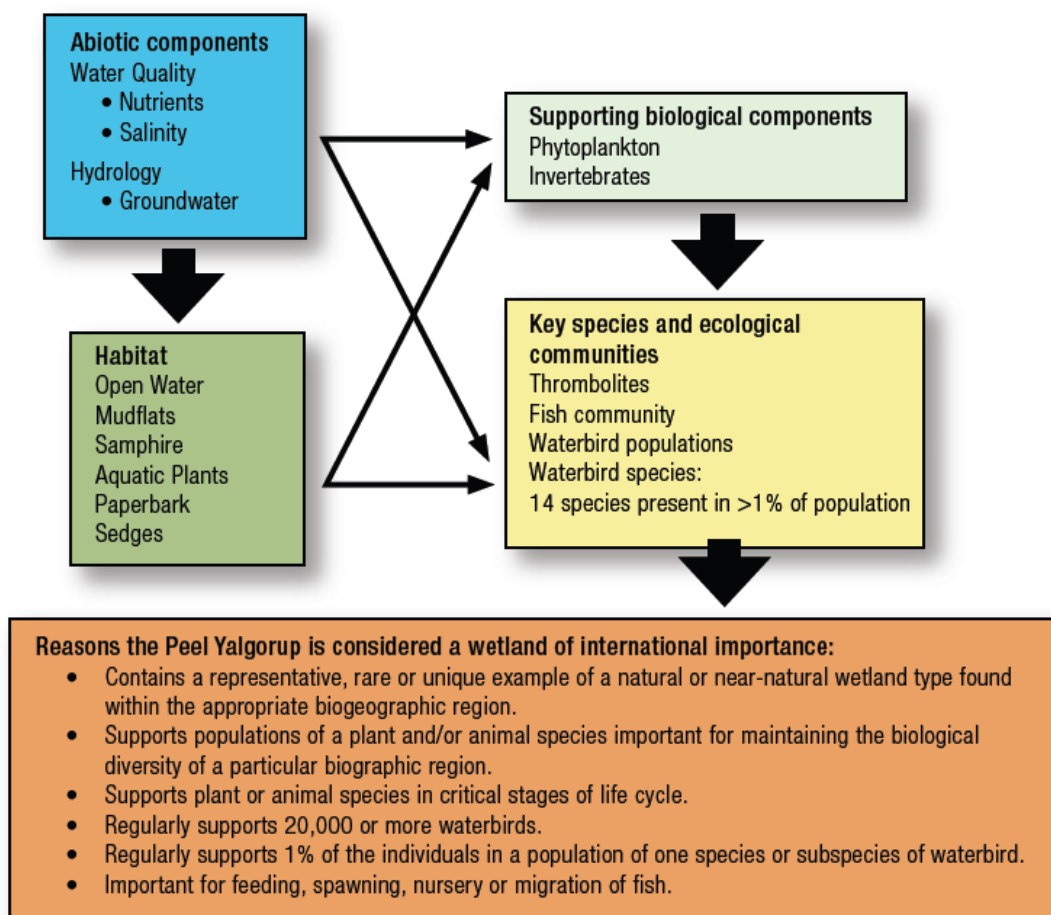 Abiotic components
Water Quality
• Nutrients
• Salinity
Hydrology
• Groundwater
Habitat
Open Water
Mudflats
Samphire
Aquatic Plants
Paperbark
Sedges
Supporting biological components
Phytoplankton
Invertebrates
Key species and ecological
communities
Thrombolites
Fish community
Waterbird populations
Waterbird species:
14 species present in >1% of population
Reasons the Peel Yalgorup is considered a wetland of international importance:
• Contains a representative, rare or unique example of a natural or near-natural wetland type found
within the appropriate biogeographic region.
• Supports populations of a plant and/or animal species important for maintaining the biological
diversity of a particular biographic region.
• Supports plant or animal species in critical stages of life cycle.
• Regularly supports 20,000 or more waterbirds.
• Regularly supports 1% of the individuals in a population of one species or subspecies of waterbird.
• Important for feeding, spawning, nursery or migration of fish.